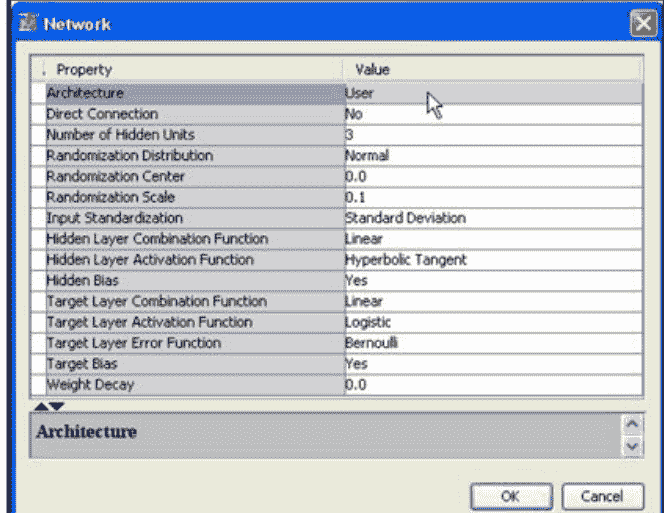 Network
Property Value
Architecture User
Direct Connection No
Number of Hidden Units 3
Randomization Distribution Normal
Randomization Center 0.0
Randomization Scale 0.1
Input Standardization Standard Deviation
Hidden Layer Combination Function Linear
Hidden Layer Activation Function Hyperbolic Tangent
Hidden Bias Yes
Target Layer Combination Function Linear
Target Layer Activation Function Logistic
Target Layer Error Function Bernoulli
Target Bias Yes
Weight Decay 0.0
Architecture
OK Cancel